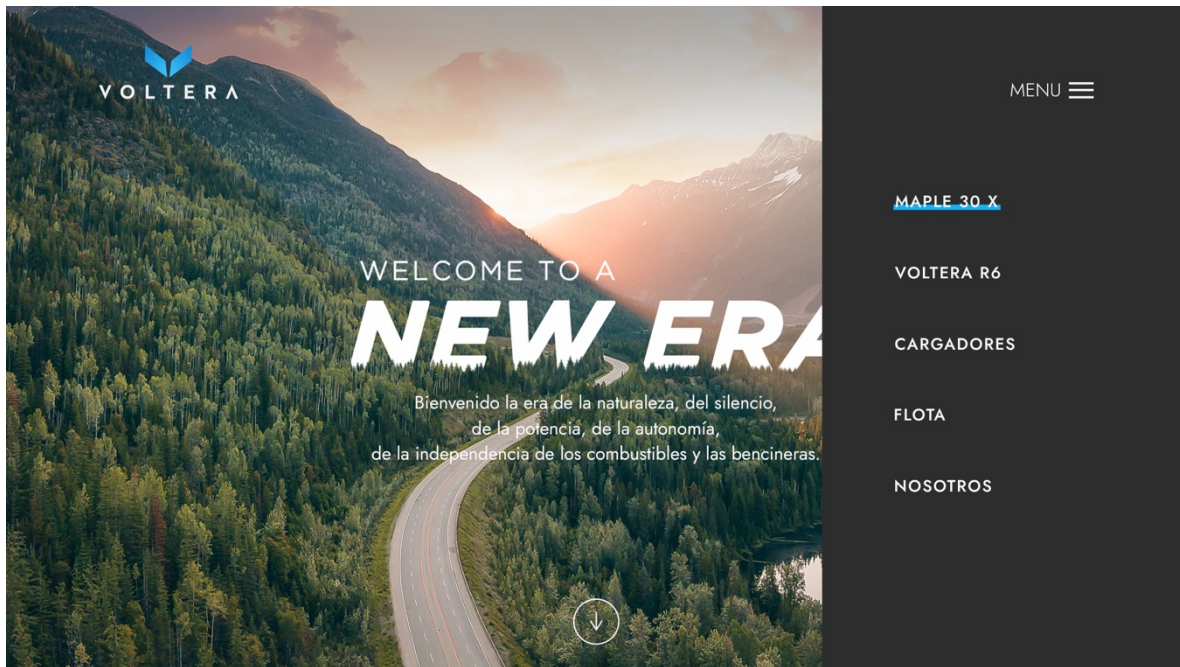 VOLTERA
MENU
WELCOME TO A
NEW ERA
Bienvenido la era de la naturaleza, del silencio,
de la potencia, de la autonomía,
de la independencia de los combustibles y las bencineras.
MAPLE 30 X
VOLTERA R6
CARGADORES
FLOTA
NOSOTROS